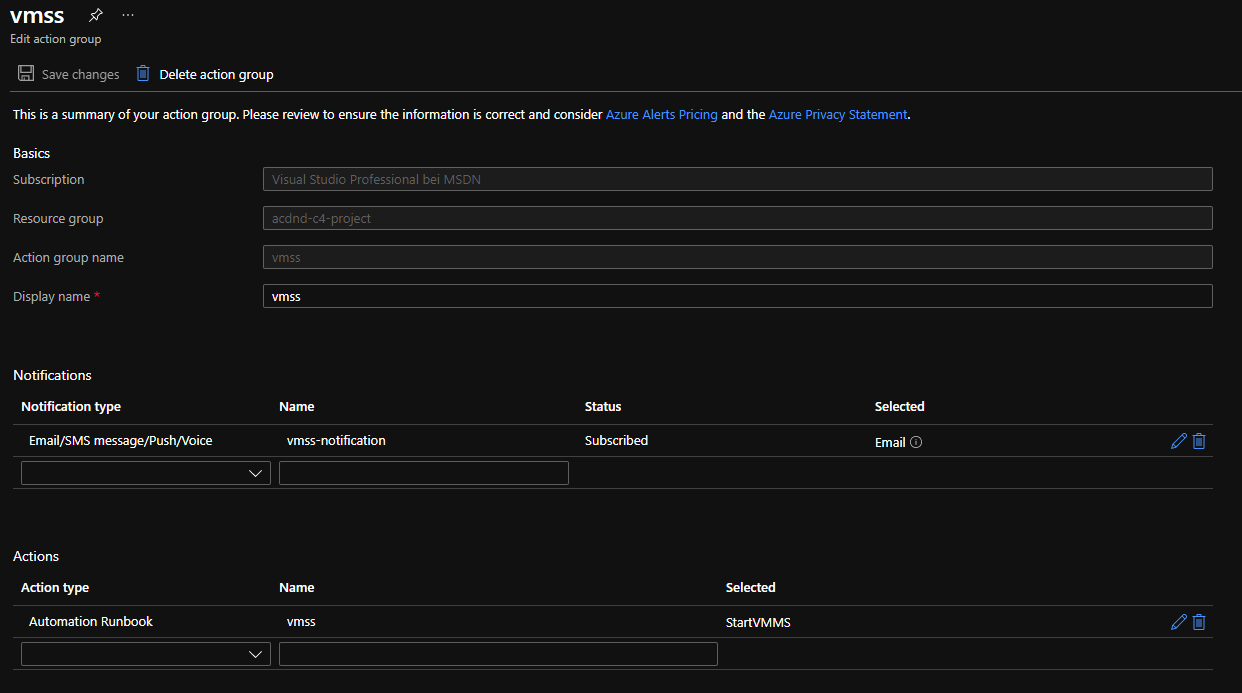 vmss ...
Edit action group
Save changes Delete action group
This is a summary of your action group. Please review to ensure the information is correct and consider Azure Alerts Pricing and the Azure Privacy Statement.
Basics
Subscription Visual Studio Professional bei MSDN
Resource group acdnd-c4-project
Action group name vmss
Display name * vmss
Notifications
Notification type Name Status Selected
Email/SMS message/Push/Voice vmss-notification Subscribed Email
Actions
Action type Name Selected
Automation Runbook vmss StartVMMS